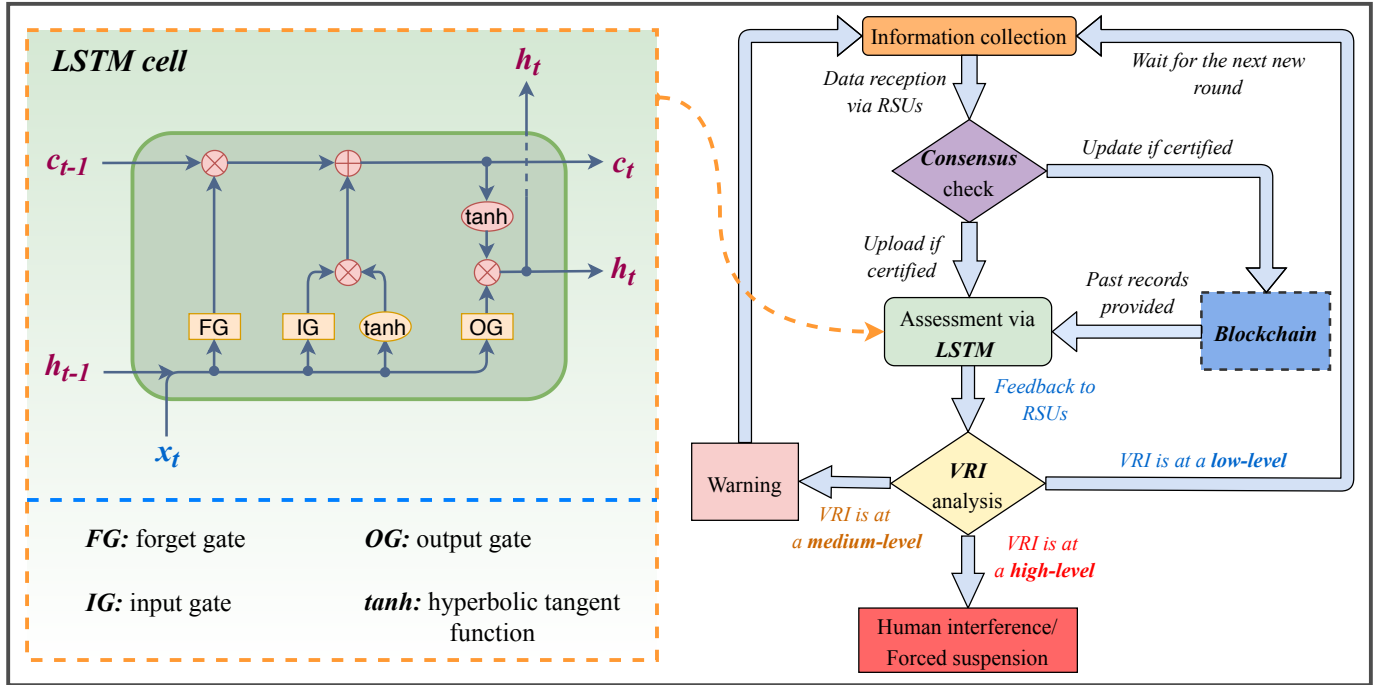 LSTM cell
h_t
c_{t-1}
c_t
tanh
h_t
FG
IG
tanh
OG
h_{t-1}
x_t
FG: forget gate
OG: output gate
IG: input gate
tanh: hyperbolic tangent
function
Information collection
Data reception
via RSUs
Wait for the next new
round
Consensus
check
Update if certified
Upload if
certified
Past records
provided
Assessment via
LSTM
Blockchain
Feedback to
RSUs
VRI
analysis
VRI is at a low-level
Warning
VRI is at
a medium-level
VRI is at
a high-level
Human interference/
Forced suspension